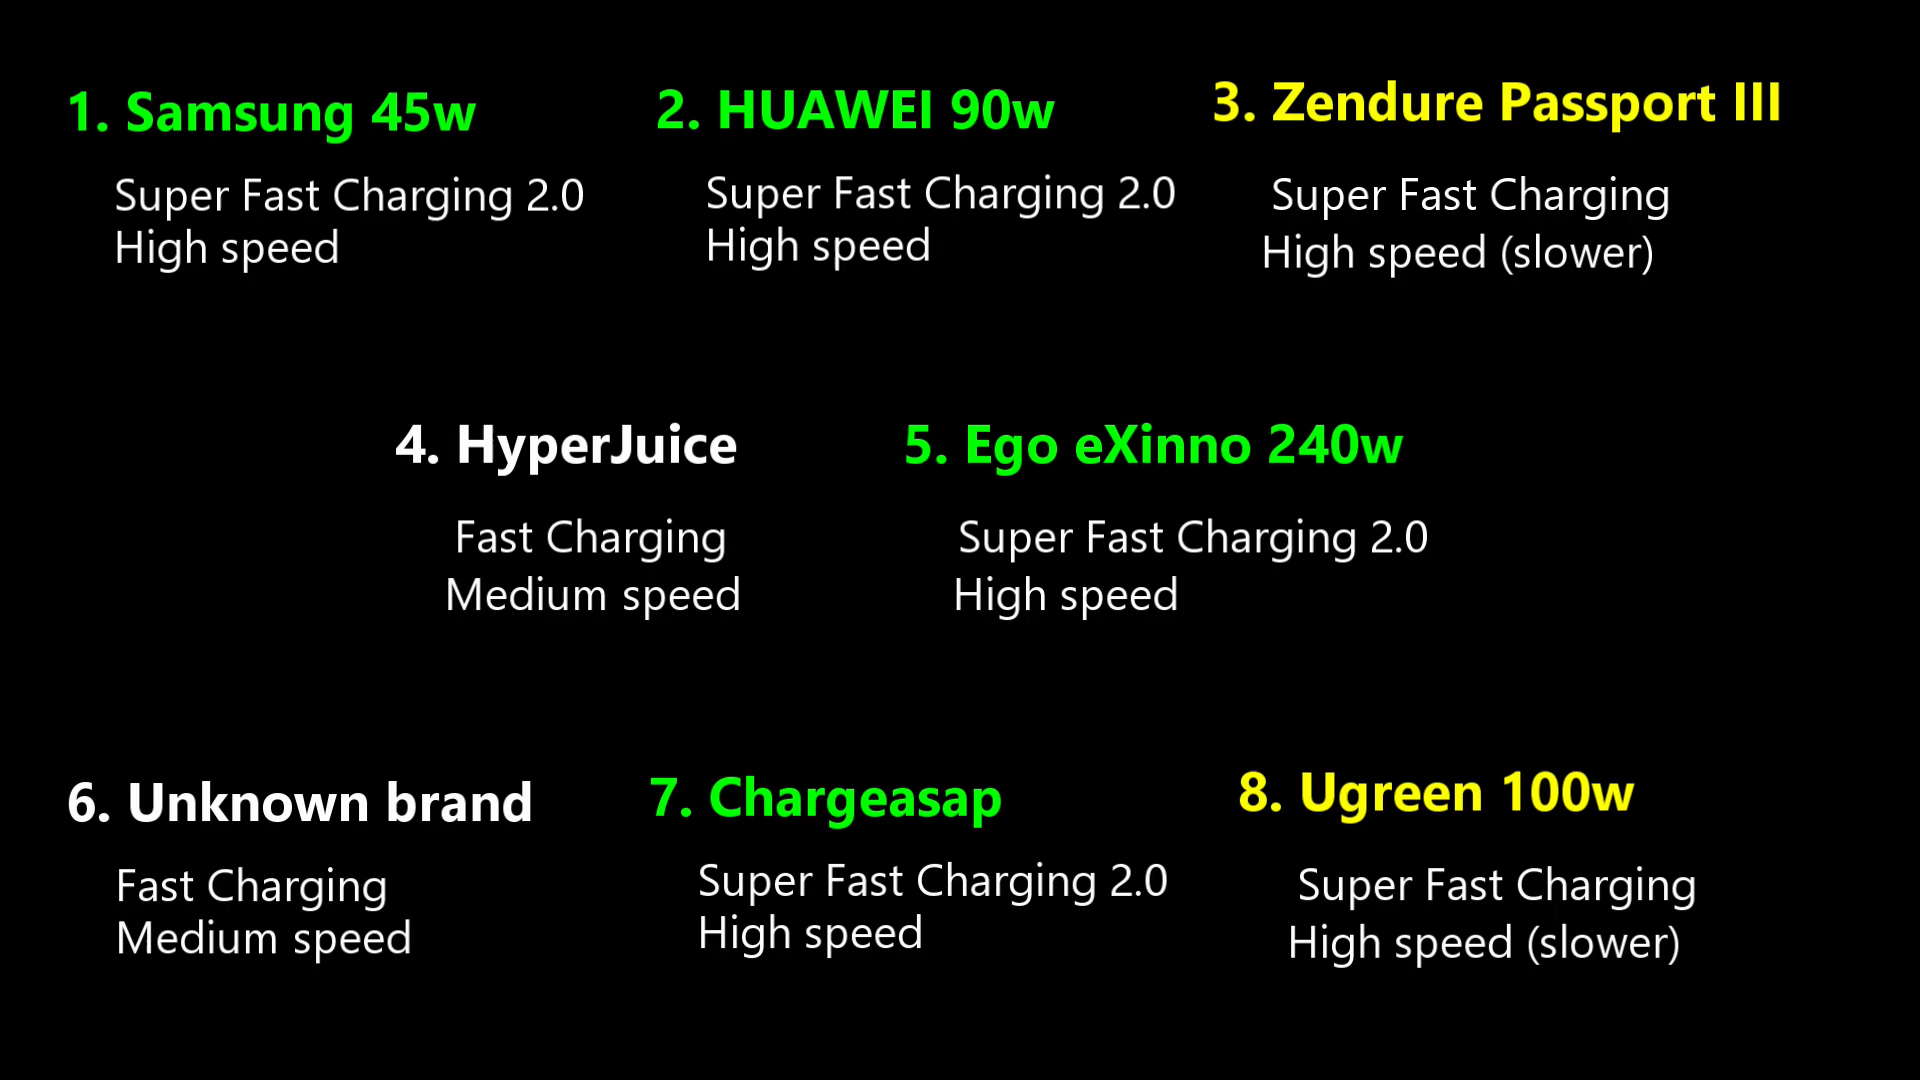 1. Samsung 45w
Super Fast Charging 2.0
High speed
2. HUAWEI 90w
Super Fast Charging 2.0
High speed
3. Zendure Passport III
Super Fast Charging
High speed (slower)
4. HyperJuice
Fast Charging
Medium speed
5. Ego eXinno 240w
Super Fast Charging 2.0
High speed
6. Unknown brand
Fast Charging
Medium speed
7. Chargeasap
Super Fast Charging 2.0
High speed
8. Ugreen 100w
Super Fast Charging
High speed (slower)